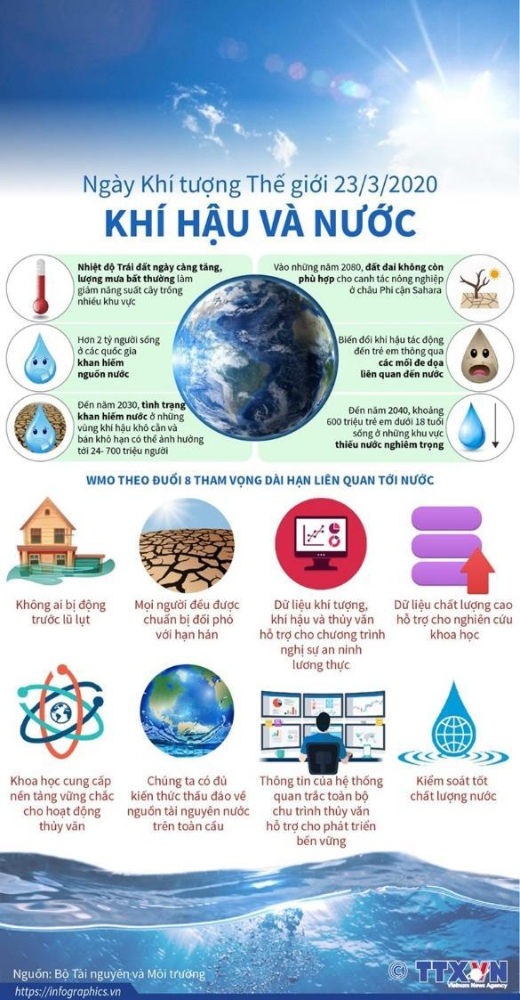 Ngày Khí tượng Thế giới 23/3/2020
KHÍ HẬU VÀ NƯỚC
Nhiệt độ Trái đất ngày càng tăng,
lượng mưa bất thường làm
giảm năng suất cây trồng
nhiều khu vực
Vào những năm 2080, đất đai không còn
phù hợp cho canh tác nông nghiệp
ở châu Phi cận Sahara
Hơn 2 tỷ người sống
ở các quốc gia
khan hiếm
nguồn nước
Biến đổi khí hậu tác động
đến trẻ em thông qua
các mối đe dọa
liên quan đến nước
Đến năm 2030, tình trạng
khan hiếm nước ở những
vùng khí hậu khô cằn và
bán khô hạn có thể ảnh hưởng
tới 24- 700 triệu người
Đến năm 2040, khoảng
600 triệu trẻ em dưới 18 tuổi
sống ở những khu vực
thiếu nước nghiêm trọng
WMO THEO ĐUỔI 8 THAM VỌNG DÀI HẠN LIÊN QUAN TỚI NƯỚC
Không ai bị động
trước lũ lụt
Mọi người đều được
chuẩn bị đối phó
với hạn hán
Dữ liệu khí tượng,
khí hậu và thủy văn
hỗ trợ cho chương trình
nghị sự an ninh
lương thực
Dữ liệu chất lượng cao
hỗ trợ cho nghiên cứu
khoa học
Khoa học cung cấp
nền tảng vững chắc
cho hoạt động
thủy văn
Chúng ta có đủ
kiến thức thấu đáo về
nguồn tài nguyên nước
trên toàn cầu
Thông tin của hệ thống
quan trắc toàn bộ
chu trình thủy văn
hỗ trợ cho phát triển
bền vững
Kiểm soát tốt
chất lượng nước
Nguồn: Bộ Tài nguyên và Môi trường
© TTXVN
Vietnam News Agency
https://infographics.vn